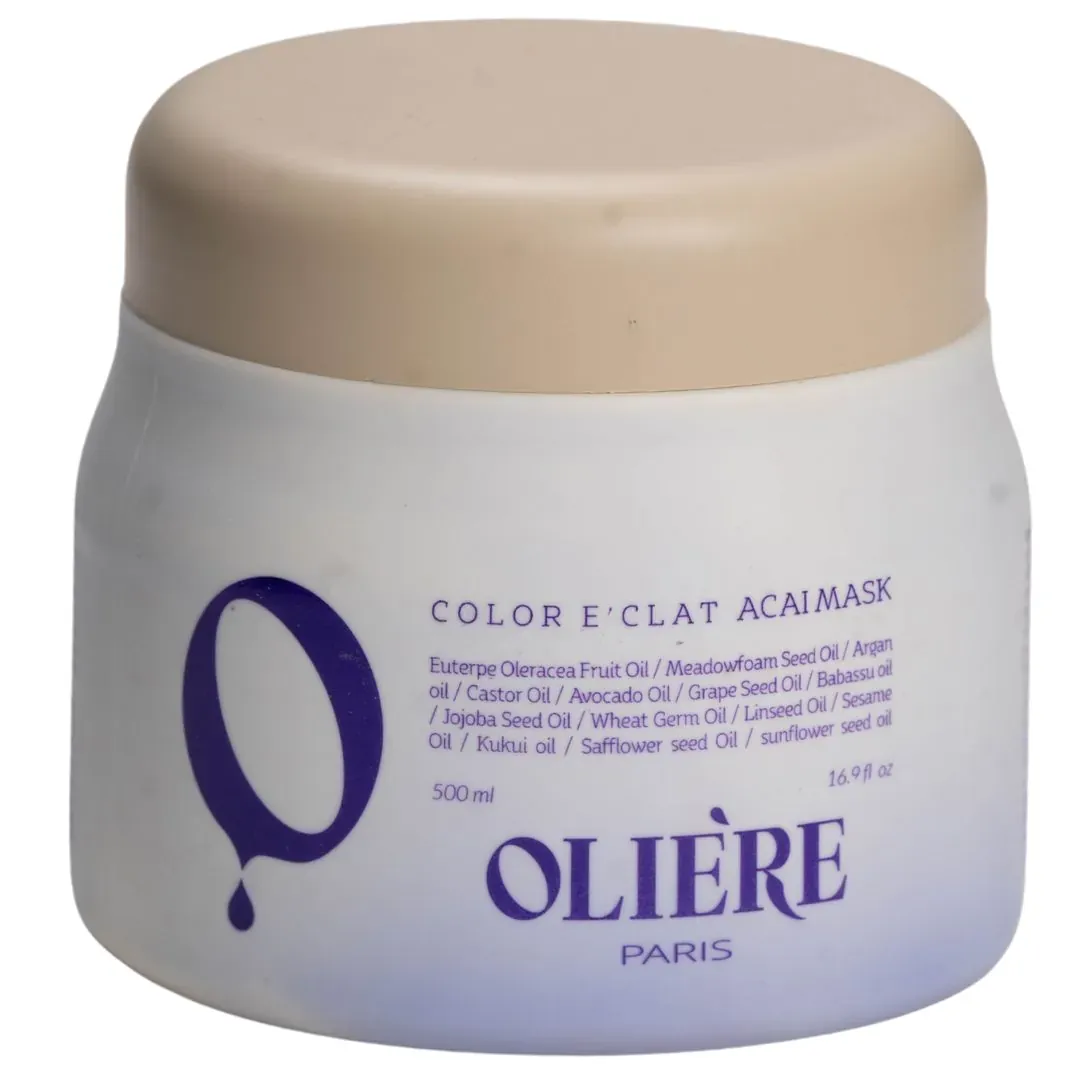 COLOR E'CLAT ACAI MASK
Euterpe Oleracea Fruit Oil / Meadowfoam Seed Oil / Argan
oil / Castor Oil / Avocado Oil / Grape Seed Oil / Babassu oil
/ Jojoba Seed Oil / Wheat Germ Oil / Linseed Oil / Sesame
Oil / Kukui oil / Safflower seed Oil / sunflower seed oil
500 ml 16.9 fl oz
OLIÈRE
PARIS